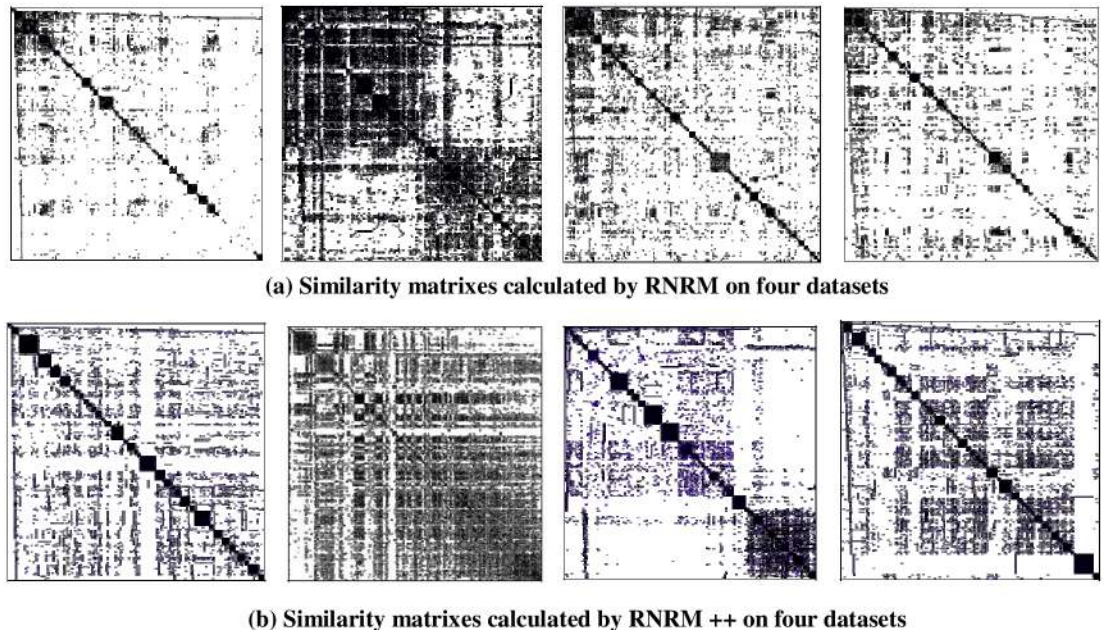 (a) Similarity matrixes calculated by RNRM on four datasets
(b) Similarity matrixes calculated by RNRM ++ on four datasets